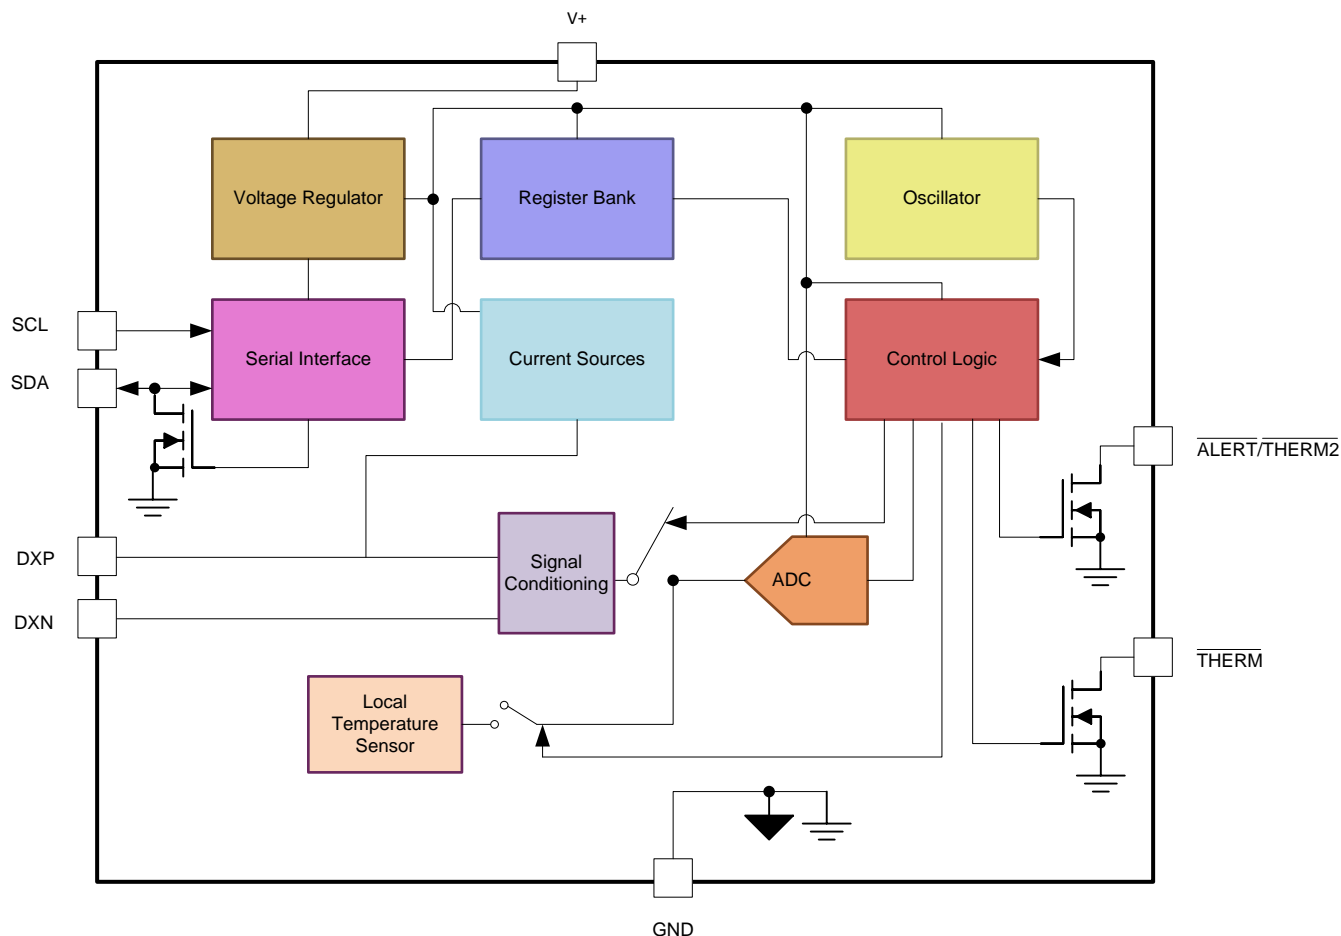 V+
Voltage Regulator
Register Bank
Oscillator
SCL
Serial Interface
Current Sources
Control Logic
SDA
ALERT/THERM2
DXP
Signal
Conditioning
ADC
DXN
THERM
Local
Temperature
Sensor
GND